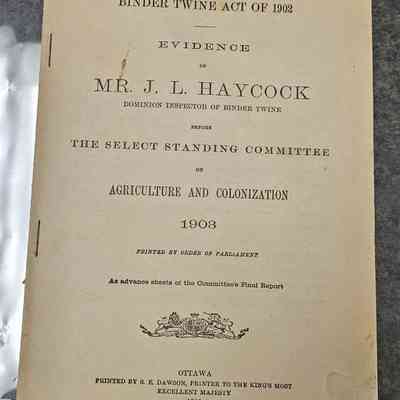 BINDER TWINE ACT OF 1902
EVIDENCE
OF
MR. J. L. HAYCOCK
DOMINION INSPECTOR OF BINDER TWINE
BEFORE
THE SELECT STANDING COMMITTEE
ON
AGRICULTURE AND COLONIZATION
1903
PRINTED BY ORDER OF PARLIAMENT
As advance sheets of the Committee's Final Report
OTTAWA
PRINTED BY S. E. DAWSON, PRINTER TO THE KING'S MOST
EXCELLENT MAJESTY